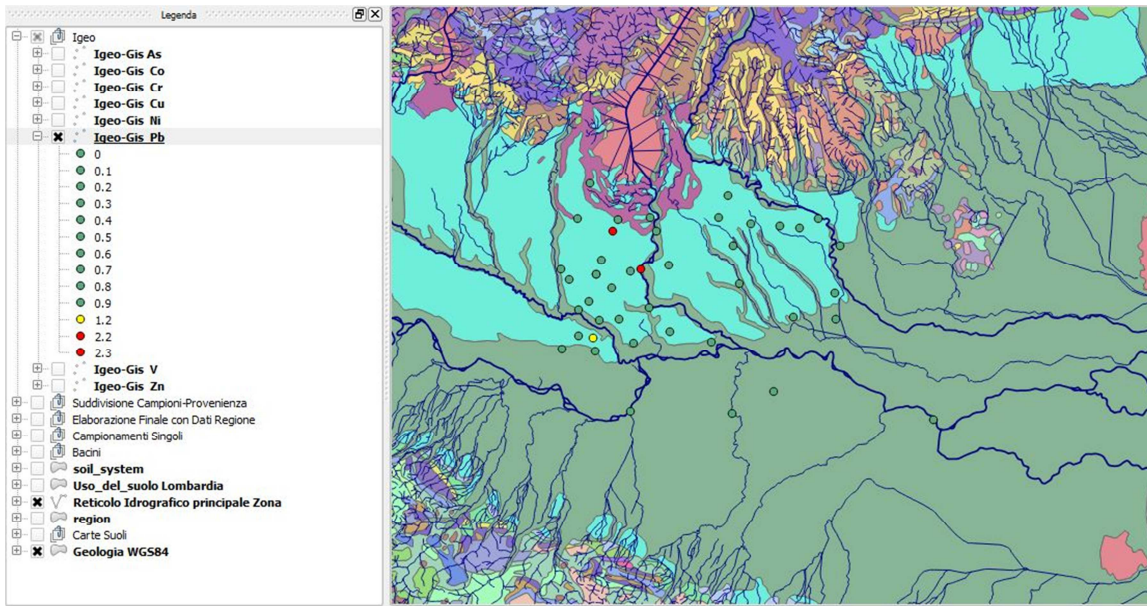 Legenda
Igeo
Igeo-Gis As
Igeo-Gis Co
Igeo-Gis Cr
Igeo-Gis Cu
Igeo-Gis Ni
Igeo-Gis Pb
0
0.1
0.2
0.3
0.4
0.5
0.6
0.7
0.8
0.9
1.2
2.2
2.3
Igeo-Gis V
Igeo-Gis Zn
Suddivisione Campioni-Provenienza
Elaborazione Finale con Dati Regione
Campionamenti Singoli
Bacini
soil_system
Uso_del_suolo Lombardia
Reticolo Idrografico principale Zona
region
Carte Suoli
Geologia WGS84